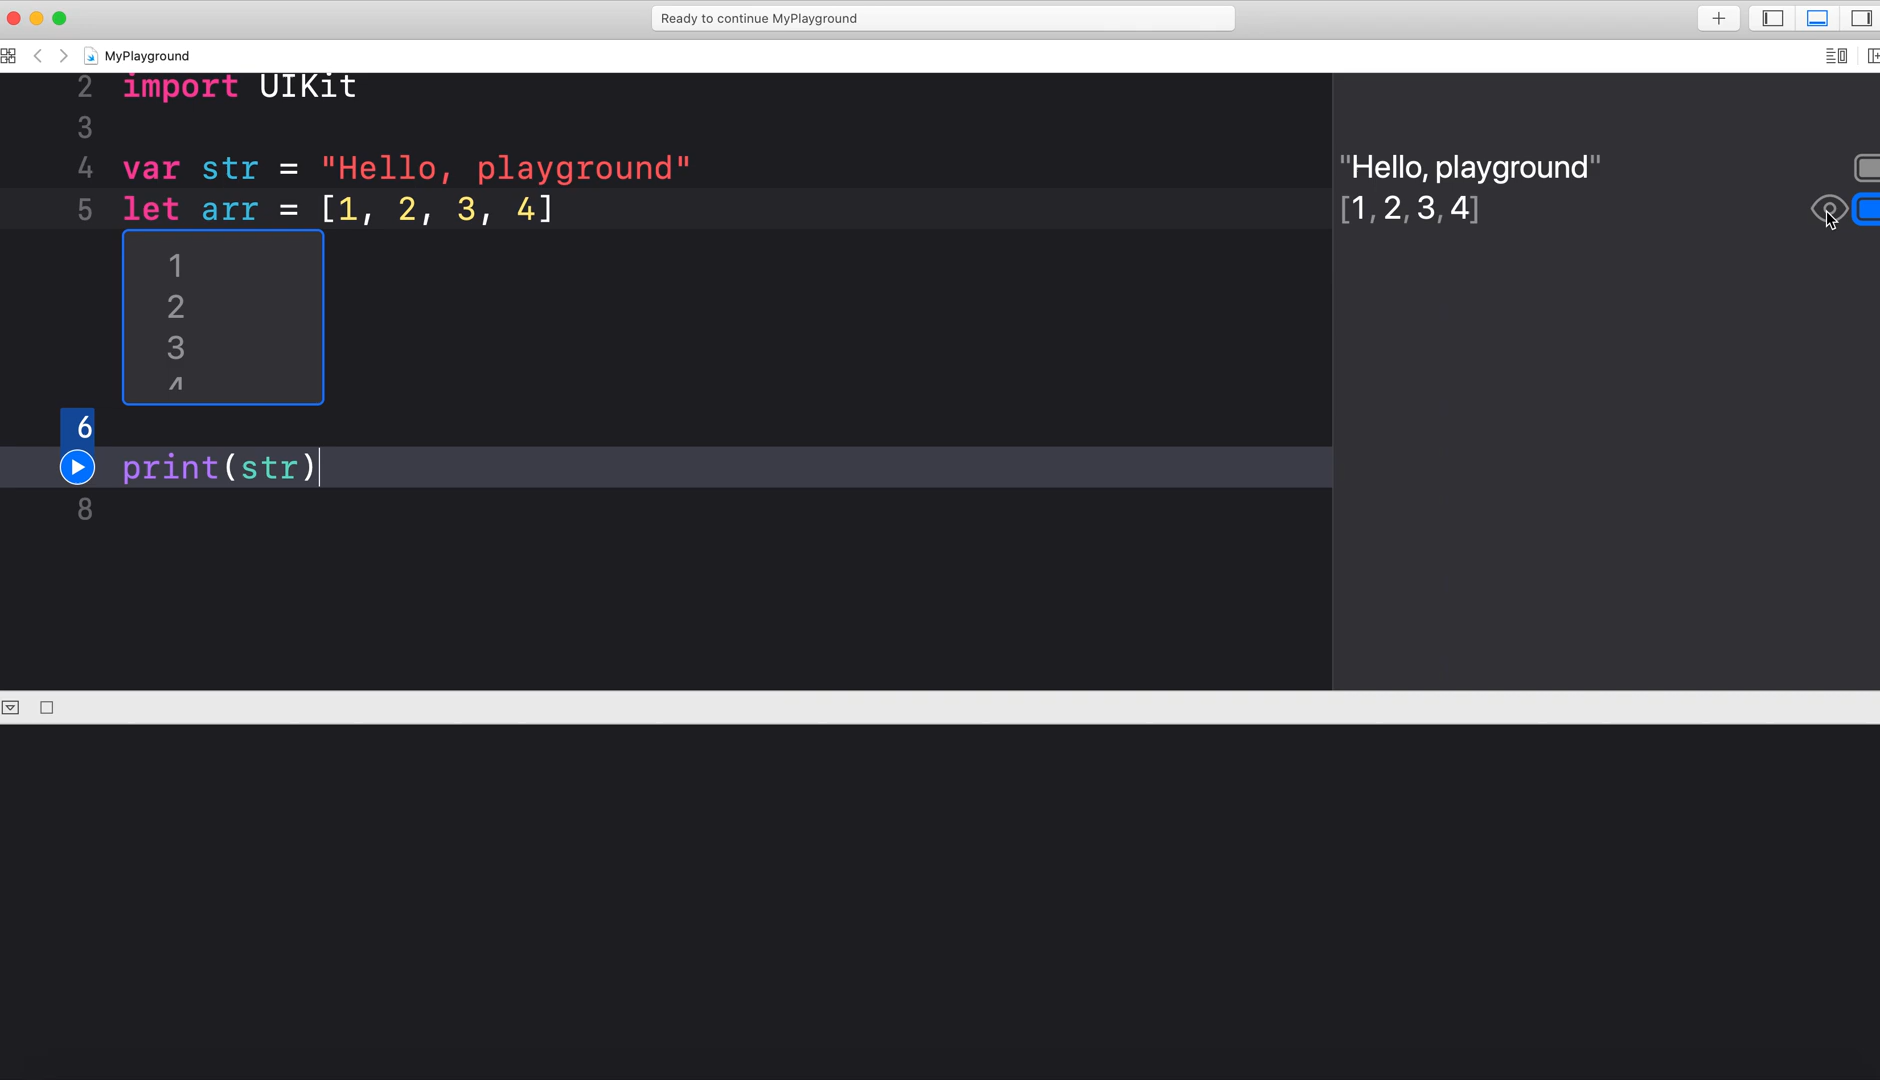 Ready to continue MyPlayground
MyPlayground
2 import UIKit
3
4 var str = "Hello, playground"
"Hello, playground"
5 let arr = [1, 2, 3, 4]
[1, 2, 3, 4]
1
2
3
4
6
print(str)
8